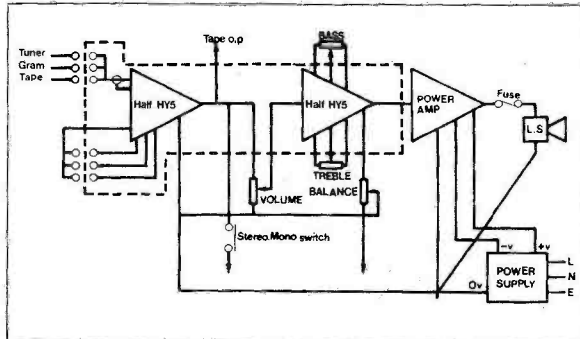 Tape o,p
BASS
Tuner
Gram
Tape
Half HY5
Half HY5
POWER
AMP
Fuse
L.S
TREBLE
VOLUME
BALANCE
Stereo.Mono switch
-v
+v
POWER
SUPPLY
Ov
L
N
E